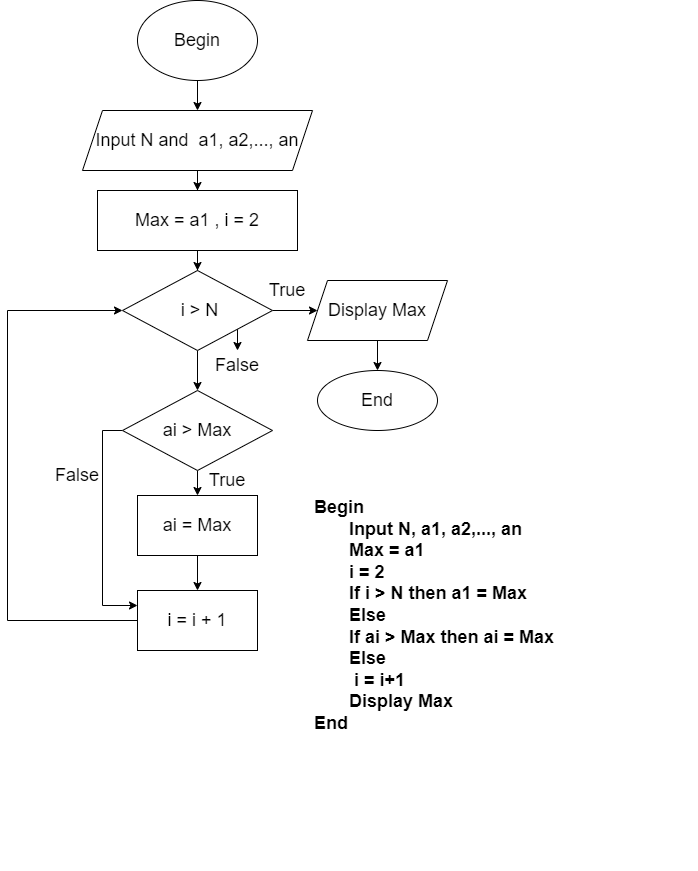 Begin
Input N and  a1, a2,..., an
Max = a1 , i = 2
i > N
True
Display Max
False
End
ai > Max
False
True
ai = Max
i = i + 1
Begin
Input N, a1, a2,..., an
Max = a1
i = 2
If i > N then a1 = Max
Else
If ai > Max then ai = Max
Else
i = i+1
Display Max
End